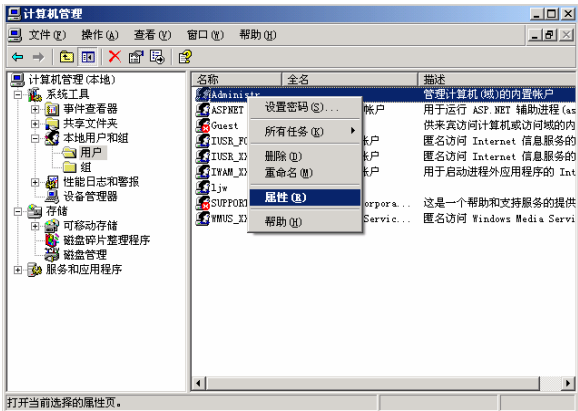 计算机管理
文件(F) 操作(A) 查看(V) 窗口(W) 帮助(H)
计算机管理(本地)
系统工具
事件查看器
共享文件夹
本地用户和组
用户
组
性能日志和警报
设备管理器
存储
可移动存储
磁盘碎片整理程序
磁盘管理
服务和应用程序
名称 全名 描述
Administr 管理计算机(域)的内置帐户
ASPNET 帐户 用于运行 ASP.NET 辅助进程(as
Guest 供来宾访问计算机或访问域的内
IUSR_FO 帐户 匿名访问 Internet 信息服务的
IUSR_XX 帐户 匿名访问 Internet 信息服务的
IWAM_XX 帐户 用于启动进程外应用程序的 Int
ljw
SUPPORT orpora... 这是一个帮助和支持服务的提供
WMUS_XX Servic... 匿名访问 Windows Media Servi
设置密码(S)...
所有任务(K)
删除(D)
重命名(M)
属性(R)
帮助(H)
打开当前选择的属性页。